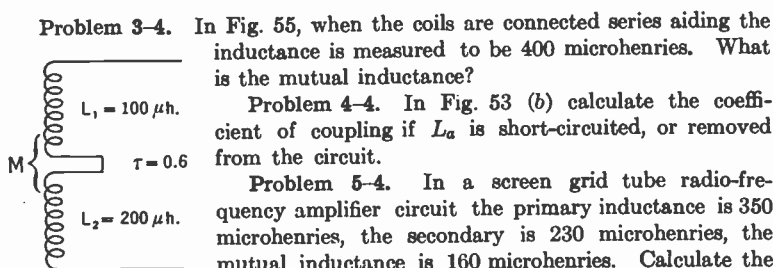 Problem 3-4. In Fig. 55, when the coils are connected series aiding the
inductance is measured to be 400 microhenries. What
is the mutual inductance?
Problem 4-4. In Fig. 53 (b) calculate the coeffi-
cient of coupling if La is short-circuited, or removed
from the circuit.
Problem 5-4. In a screen grid tube radio-fre-
quency amplifier circuit the primary inductance is 350
microhenries, the secondary is 230 microhenries, the
mutual inductance is 160 microhenries. Calculate the
L₁ = 100 μh.
M
τ = 0.6
L₂ = 200 μh.